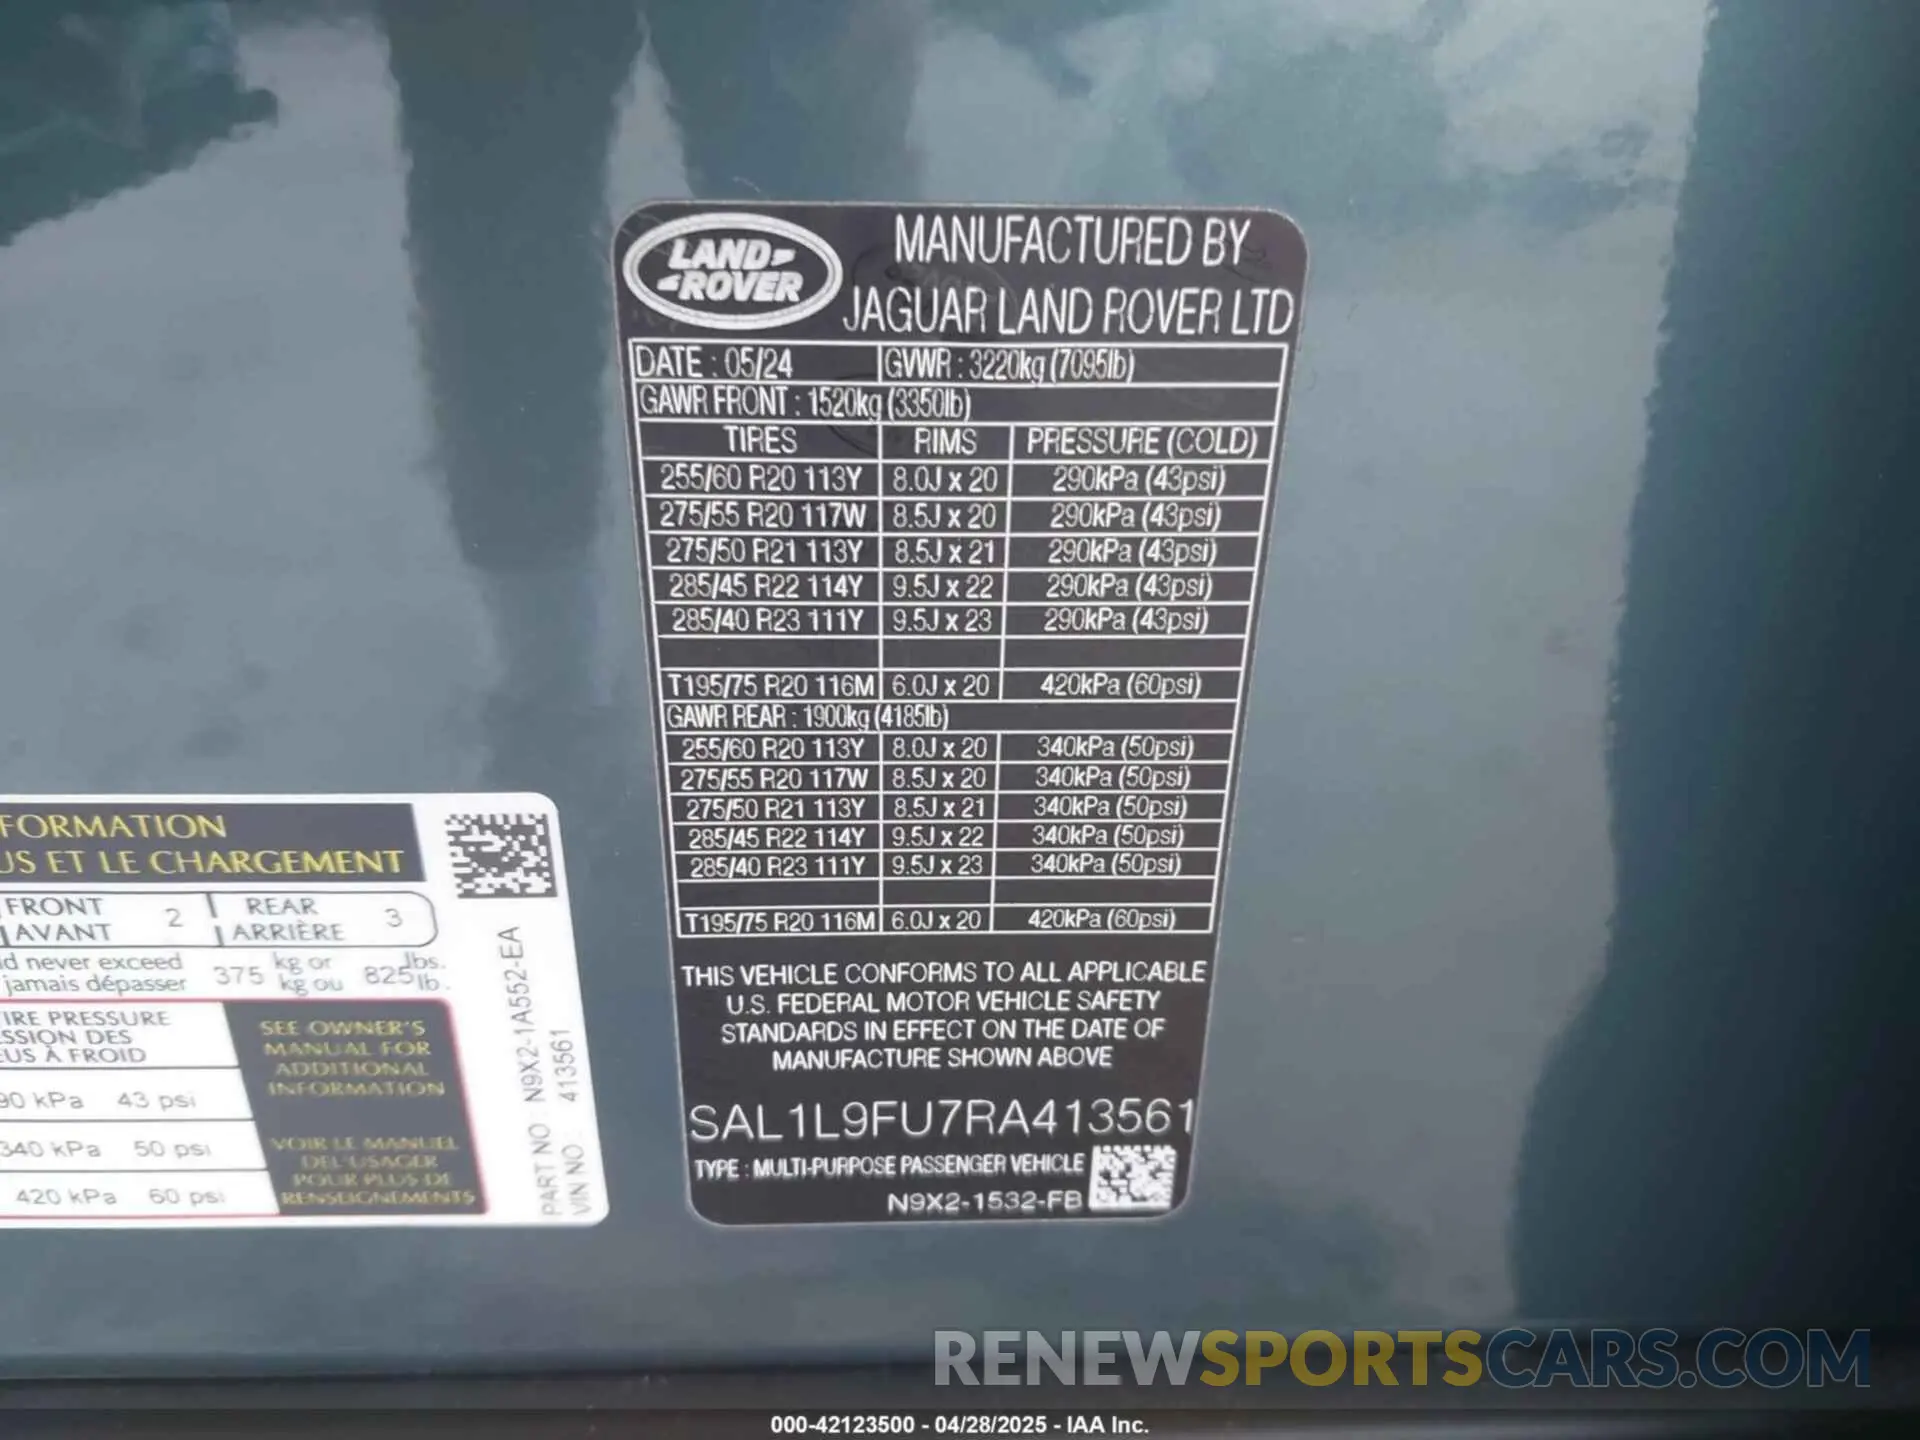 LAND
ROVER
MANUFACTURED BY
JAGUAR LAND ROVER LTD
DATE : 05/24 GVWR : 3220kg (7095lb)
GAWR FRONT : 1520kg (3350lb)
TIRES RIMS PRESSURE (COLD)
255/60 R20 113Y 8.0J x 20 290kPa (43psi)
275/55 R20 117W 8.5J x 20 290kPa (43psi)
275/50 R21 113Y 8.5J x 21 290kPa (43psi)
285/45 R22 114Y 9.5J x 22 290kPa (43psi)
285/40 R23 111Y 9.5J x 23 290kPa (43psi)
T195/75 R20 116M 6.0J x 20 420kPa (60psi)
GAWR REAR : 1900kg (4185lb)
255/60 R20 113Y 8.0J x 20 340kPa (50psi)
275/55 R20 117W 8.5J x 20 340kPa (50psi)
275/50 R21 113Y 8.5J x 21 340kPa (50psi)
285/45 R22 114Y 9.5J x 22 340kPa (50psi)
285/40 R23 111Y 9.5J x 23 340kPa (50psi)
T195/75 R20 116M 6.0J x 20 420kPa (60psi)
THIS VEHICLE CONFORMS TO ALL APPLICABLE
U.S. FEDERAL MOTOR VEHICLE SAFETY
STANDARDS IN EFFECT ON THE DATE OF
MANUFACTURE SHOWN ABOVE
SAL1L9FU7RA413561
TYPE : MULTI-PURPOSE PASSENGER VEHICLE
N9X2-1532-FB
FORMATION
US ET LE CHARGEMENT
FRONT 2 REAR 3
AVANT ARRIÈRE
d never exceed 375 kg or 825 lbs.
jamais dépasser kg ou lb.
IRE PRESSURE
SSION DES
EUS À FROID
90 kPa 43 psi
340 kPa 50 psi
420 kPa 60 psi
SEE OWNER'S
MANUAL FOR
ADDITIONAL
INFORMATION
VOIR LE MANUEL
DE L'USAGER
POUR PLUS DE
RENSEIGNEMENTS
PART NO : N9X2-1A552-EA
VIN NO : 413561
RENEWSPORTSCARS.COM
000-42123500 - 04/28/2025 - IAA Inc.